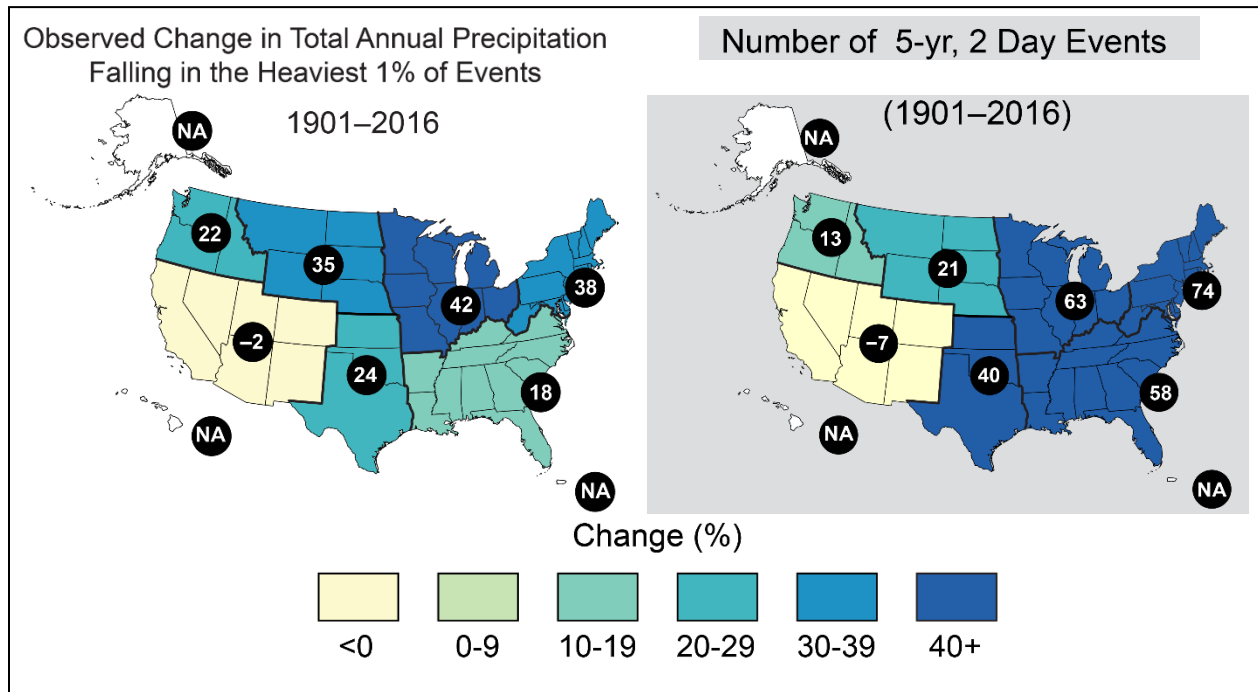 Observed Change in Total Annual Precipitation
Falling in the Heaviest 1% of Events
1901–2016
NA
22
35
42
38
–2
24
18
NA
NA
Number of 5-yr, 2 Day Events
(1901–2016)
NA
13
21
63
74
–7
40
58
NA
NA
Change (%)
<0
0-9
10-19
20-29
30-39
40+